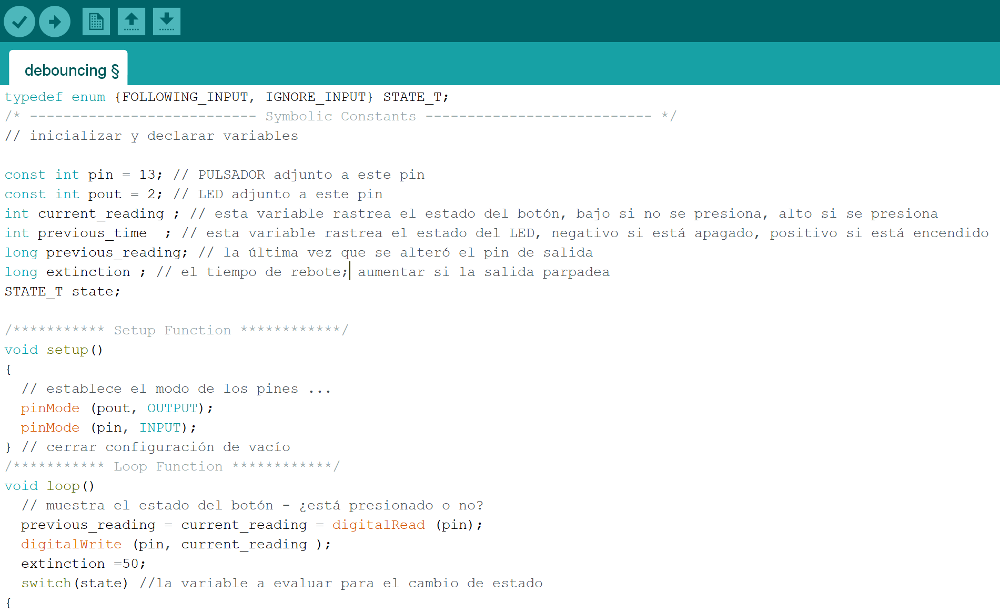 debouncing §
typedef enum {FOLLOWING_INPUT, IGNORE_INPUT} STATE_T;
/* --------------------------- Symbolic Constants --------------------------- */
// inicializar y declarar variables
const int pin = 13; // PULSADOR adjunto a este pin
const int pout = 2; // LED adjunto a este pin
int current_reading ; // esta variable rastrea el estado del botón, bajo si no se presiona, alto si se presiona
int previous_time  ; // esta variable rastrea el estado del LED, negativo si está apagado, positivo si está encendido
long previous_reading; // la última vez que se alteró el pin de salida
long extinction ; // el tiempo de rebote; aumentar si la salida parpadea
STATE_T state;
/*********** Setup Function ************/
void setup()
{
  // establece el modo de los pines ...
  pinMode (pout, OUTPUT);
  pinMode (pin, INPUT);
} // cerrar configuración de vacío
/*********** Loop Function ************/
void loop()
  // muestra el estado del botón - ¿está presionado o no?
  previous_reading = current_reading = digitalRead (pin);
  digitalWrite (pin, current_reading );
  extinction =50;
  switch(state) //la variable a evaluar para el cambio de estado
{